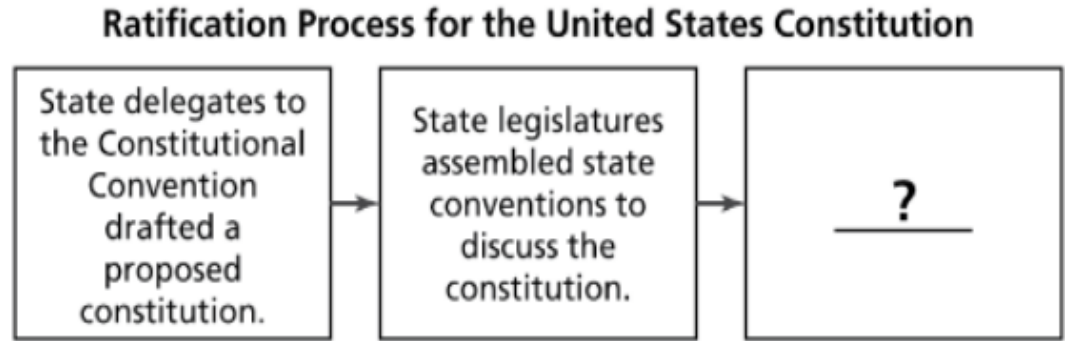 Ratification Process for the United States Constitution
State delegates to
the Constitutional
Convention
drafted a
proposed
constitution.
State legislatures
assembled state
conventions to
discuss the
constitution.
?